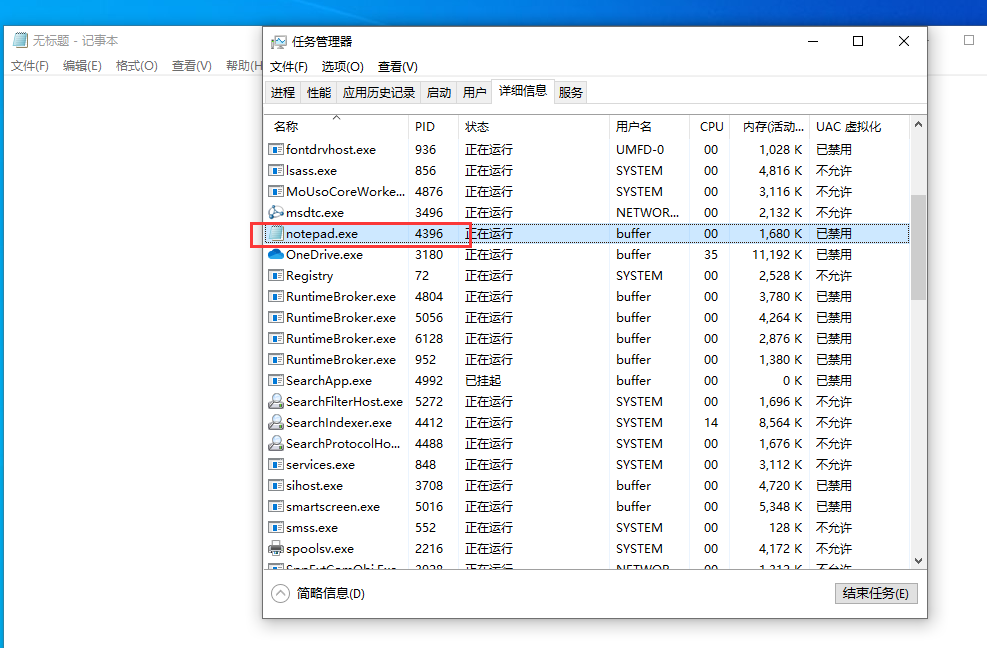 无标题 - 记事本
文件(F) 编辑(E) 格式(O) 查看(V) 帮助(H
任务管理器
文件(F) 选项(O) 查看(V)
进程 性能 应用历史记录 启动 用户 详细信息 服务
名称 PID 状态 用户名 CPU 内存(活动... UAC 虚拟化
fontdrvhost.exe 936 正在运行 UMFD-0 00 1,028 K 已禁用
lsass.exe 856 正在运行 SYSTEM 00 4,816 K 不允许
MoUsoCoreWorke... 4876 正在运行 SYSTEM 00 3,116 K 不允许
msdtc.exe 3496 正在运行 NETWOR... 00 2,132 K 不允许
notepad.exe 4396 正在运行 buffer 00 1,680 K 已禁用
OneDrive.exe 3180 正在运行 buffer 35 11,192 K 已禁用
Registry 72 正在运行 SYSTEM 00 2,528 K 不允许
RuntimeBroker.exe 4804 正在运行 buffer 00 3,780 K 已禁用
RuntimeBroker.exe 5056 正在运行 buffer 00 4,264 K 已禁用
RuntimeBroker.exe 6128 正在运行 buffer 00 2,876 K 已禁用
RuntimeBroker.exe 952 正在运行 buffer 00 1,380 K 已禁用
SearchApp.exe 4992 已挂起 buffer 00 0 K 已禁用
SearchFilterHost.exe 5272 正在运行 SYSTEM 00 1,696 K 不允许
SearchIndexer.exe 4412 正在运行 SYSTEM 14 8,564 K 不允许
SearchProtocolHo... 4488 正在运行 SYSTEM 00 1,676 K 不允许
services.exe 848 正在运行 SYSTEM 00 3,112 K 不允许
sihost.exe 3708 正在运行 buffer 00 4,720 K 已禁用
smartscreen.exe 5016 正在运行 buffer 00 5,348 K 已禁用
smss.exe 552 正在运行 SYSTEM 00 128 K 不允许
spoolsv.exe 2216 正在运行 SYSTEM 00 4,172 K 不允许
正在运行 00 不允许
简略信息(D) 结束任务(E)